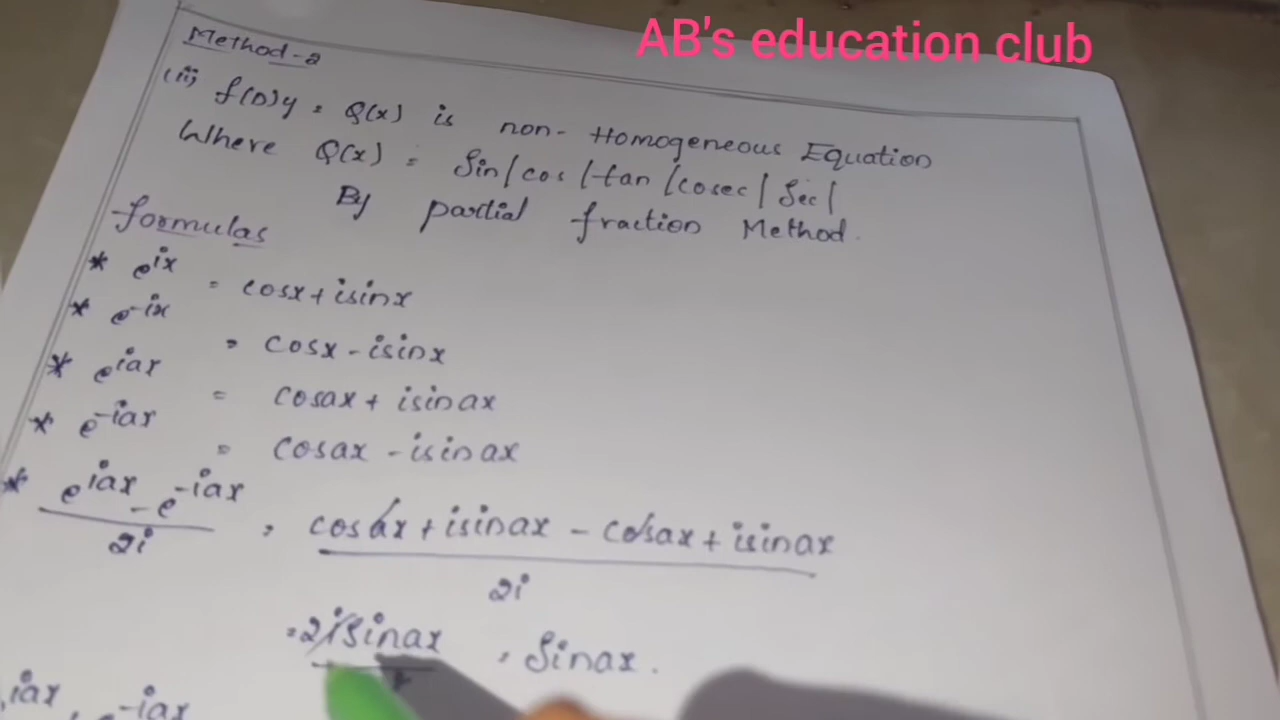 AB's education club
Method-2
(ii) f(D)y = Q(x) is non-Homogeneous Equation
Where Q(x) = Sin/cos/tan/cosec/Sec/
By partial fraction Method.
formulas
* e^ix = cosx+isinx
* e^-ix = cosx-isinx
* e^iax = cosax+isinax
* e^-iax = cosax-isinax
* e^iax - e^-iax / 2i = cosax+isinax-cosax+isinax / 2i
= 2isinax = Sinax.
iax e^-iax